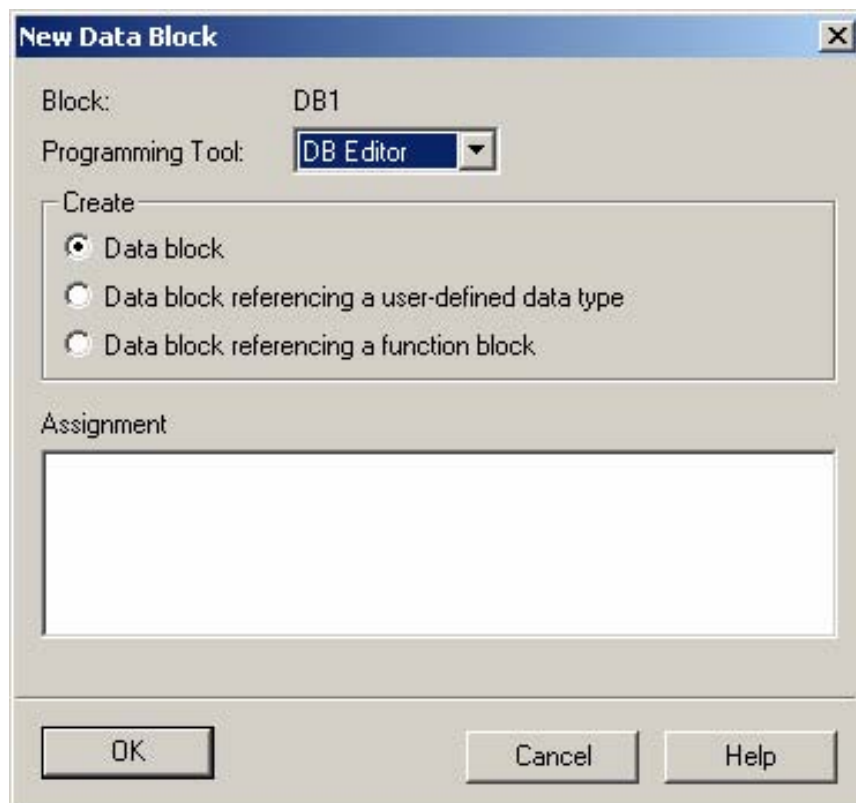 New Data Block
Block: DB1
Programming Tool: DB Editor
Create
Data block
Data block referencing a user-defined data type
Data block referencing a function block
Assignment
OK Cancel Help